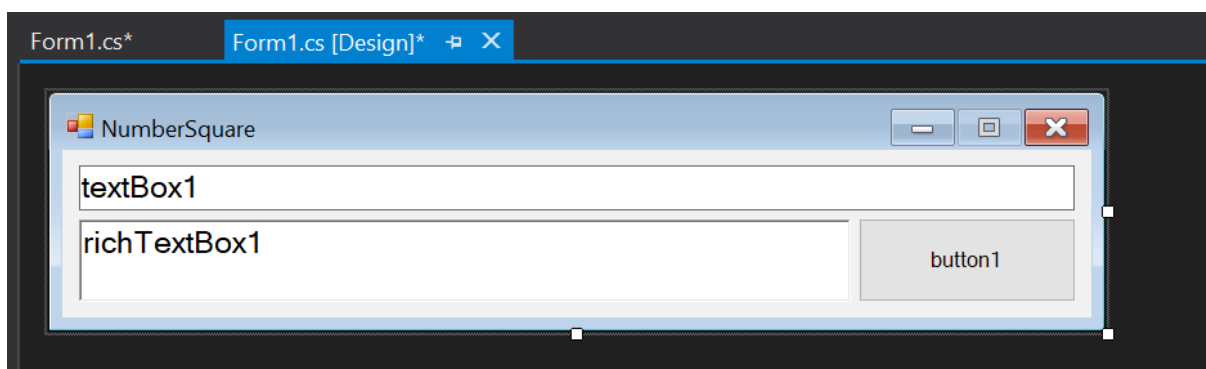 Form1.cs* Form1.cs [Design]*
NumberSquare
textBox1
richTextBox1
button1